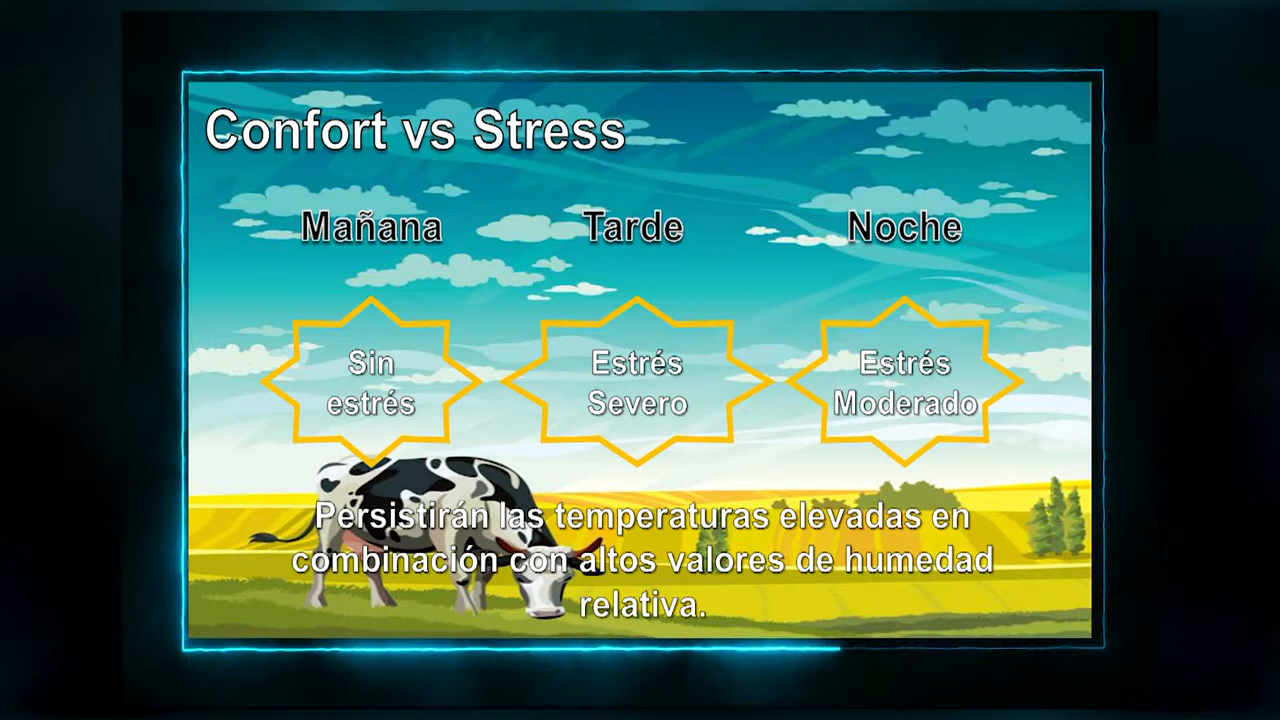 Confort vs Stress
Mañana Tarde Noche
Sin
estrés
Estrés
Severo
Estrés
Moderado
Persistirán las temperaturas elevadas en
combinación con altos valores de humedad
relativa.